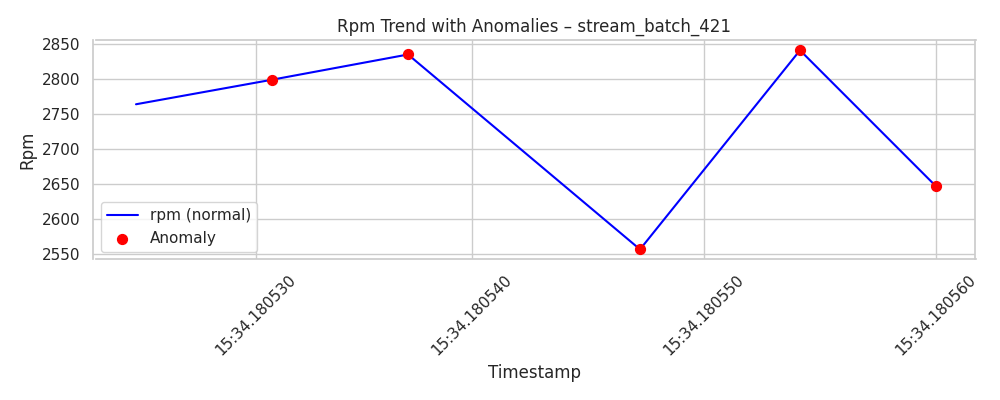 Rpm Trend with Anomalies – stream_batch_421
2850
2800
2750
2700
2650
2600
2550
Rpm
rpm (normal)
Anomaly
15:34.180530
15:34.180540
15:34.180550
15:34.180560
Timestamp